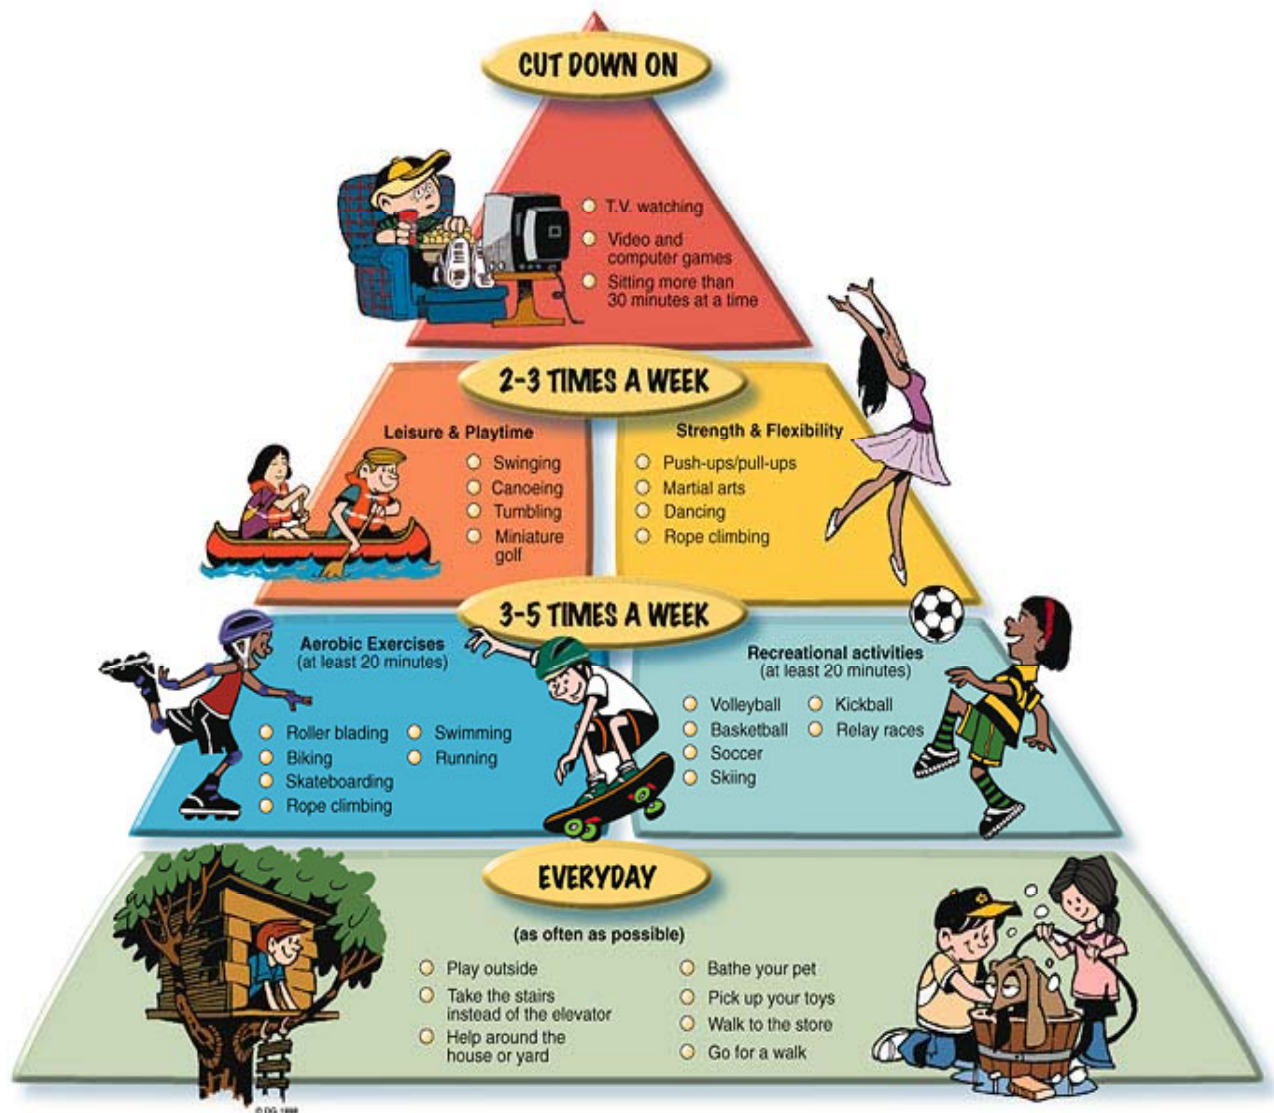 CUT DOWN ON
T.V. watching
Video and
computer games
Sitting more than
30 minutes at a time
2-3 TIMES A WEEK
Leisure & Playtime
Swinging
Canoeing
Tumbling
Miniature
golf
Strength & Flexibility
Push-ups/pull-ups
Martial arts
Dancing
Rope climbing
3-5 TIMES A WEEK
Aerobic Exercises
(at least 20 minutes)
Roller blading
Biking
Skateboarding
Rope climbing
Swimming
Running
Recreational activities
(at least 20 minutes)
Volleyball
Basketball
Soccer
Skiing
Kickball
Relay races
EVERYDAY
(as often as possible)
Play outside
Take the stairs
instead of the elevator
Help around the
house or yard
Bathe your pet
Pick up your toys
Walk to the store
Go for a walk
© DG 1998